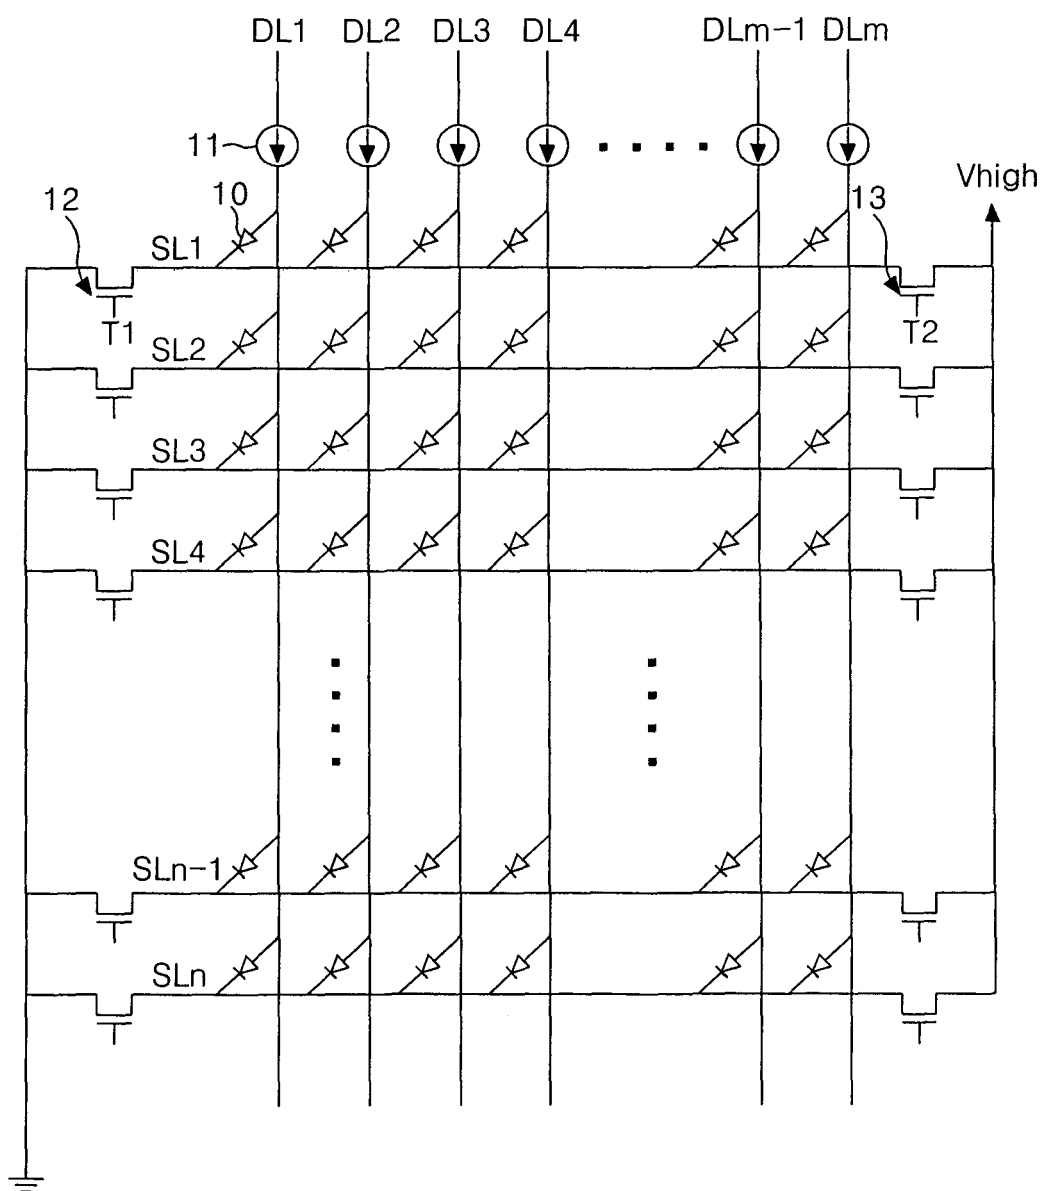 DL1 DL2 DL3 DL4 DLm-1 DLm
11
Vhigh
12 10 13
SL1
T1 T2
SL2
SL3
SL4
SLn-1
SLn